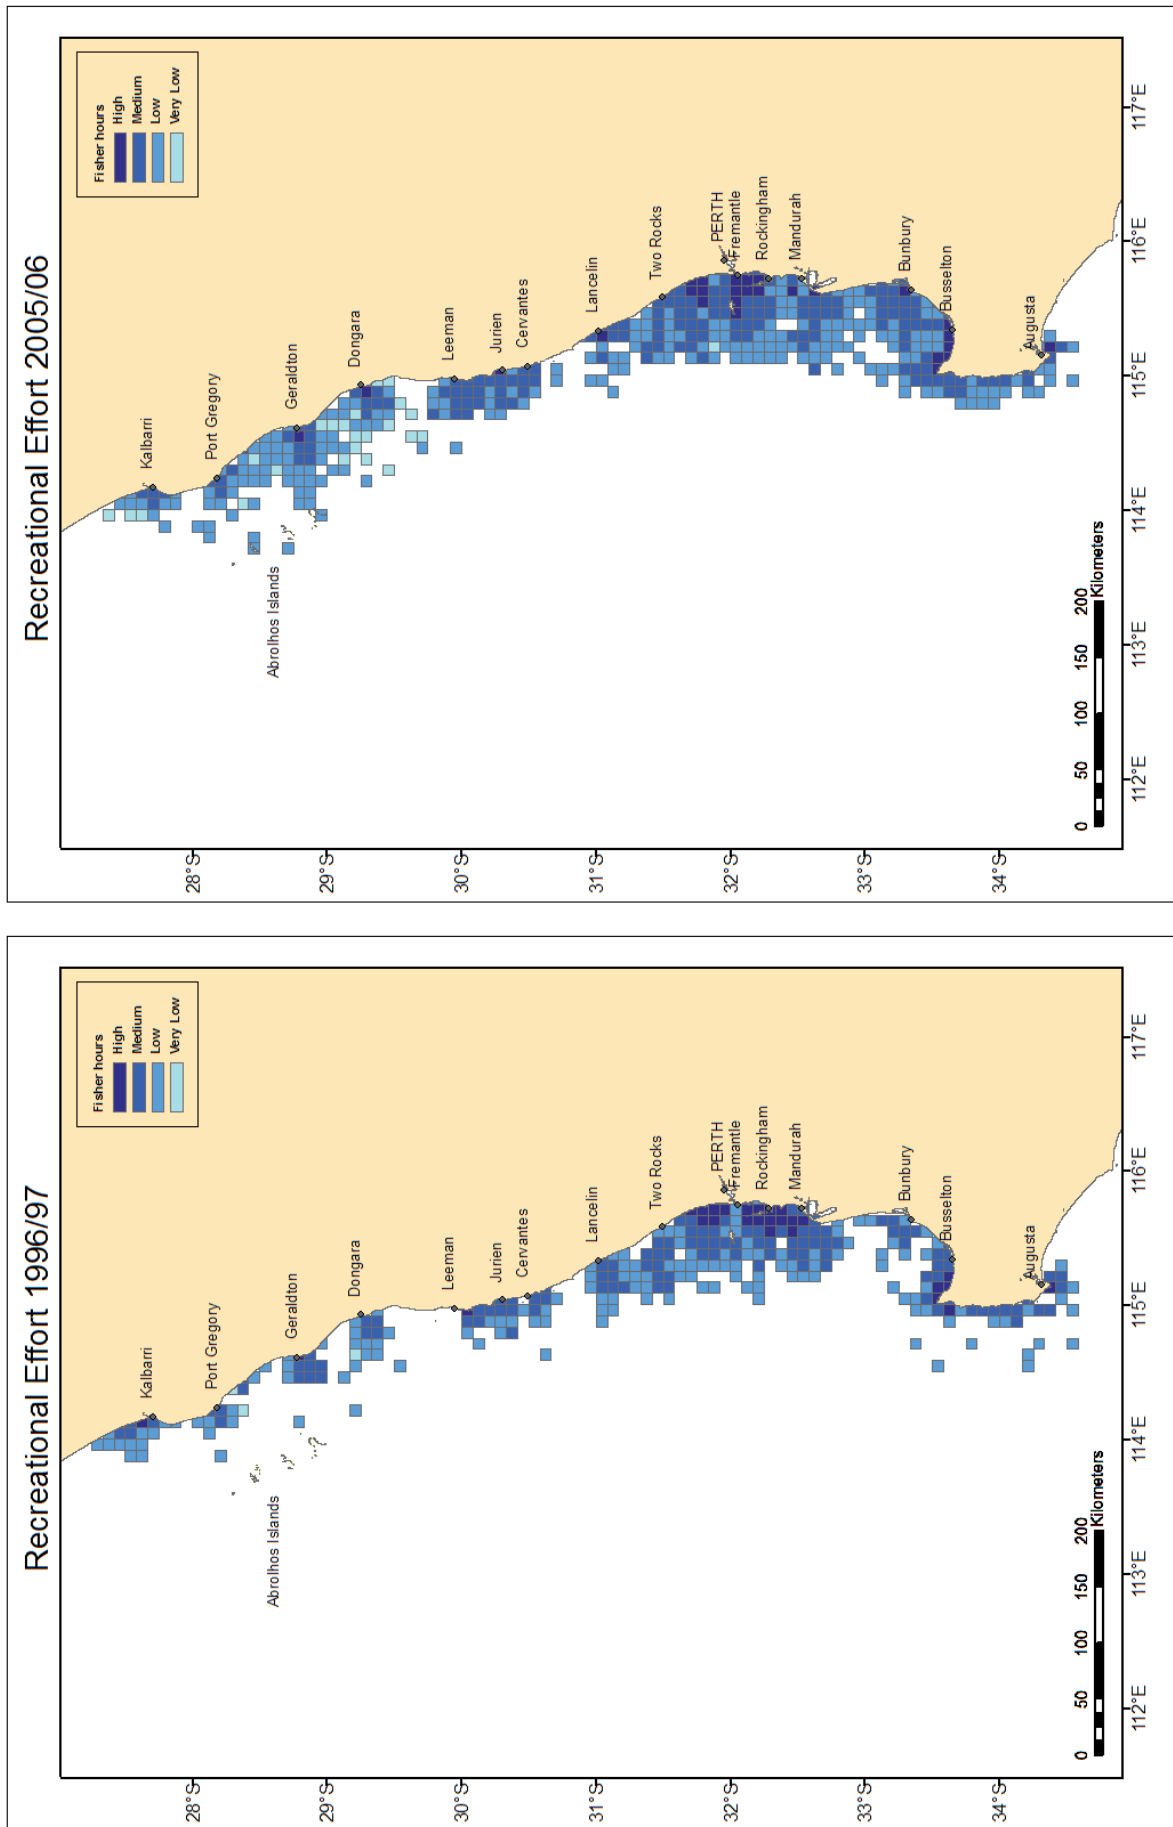 Recreational Effort 2005/06
Fisher hours
High
Medium
Low
Very Low
Kalbarri
Port Gregory
Geraldton
Dongara
Leeman
Jurien
Cervantes
Lancelin
Two Rocks
PERTH
Fremantle
Rockingham
Mandurah
Bunbury
Busselton
Augusta
Abrolhos Islands
28°S
29°S
30°S
31°S
32°S
33°S
34°S
112°E
113°E
114°E
115°E
116°E
117°E
0 50 100 150 200
Kilometers
Recreational Effort 1996/97
Fisher hours
High
Medium
Low
Very Low
Kalbarri
Port Gregory
Geraldton
Dongara
Leeman
Jurien
Cervantes
Lancelin
Two Rocks
PERTH
Fremantle
Rockingham
Mandurah
Bunbury
Busselton
Augusta
Abrolhos Islands
28°S
29°S
30°S
31°S
32°S
33°S
34°S
112°E
113°E
114°E
115°E
116°E
117°E
0 50 100 150 200
Kilometers